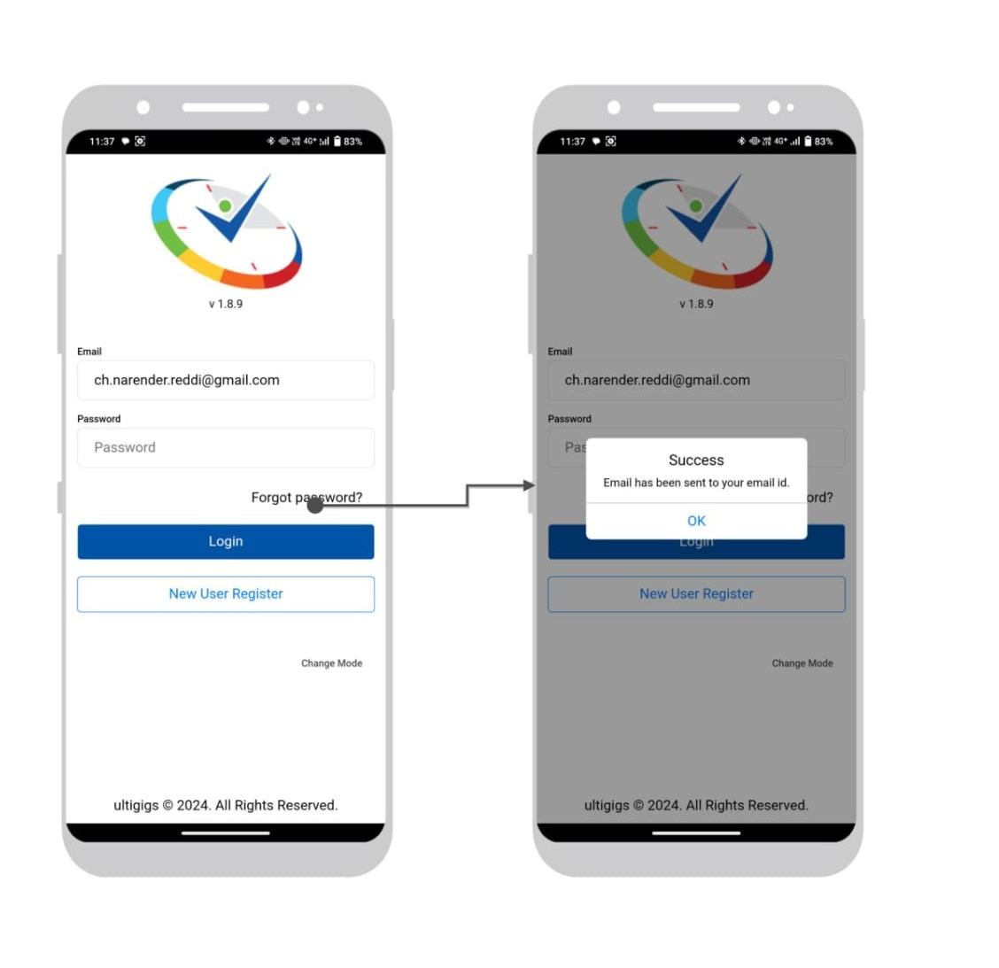 11:37
4G+
83%
v 1.8.9
Email
ch.narender.reddi@gmail.com
Password
Password
Forgot password?
Login
New User Register
Change Mode
ultigigs © 2024. All Rights Reserved.
11:37
4G+
83%
v 1.8.9
Email
ch.narender.reddi@gmail.com
Password
Pas
Success
Email has been sent to your email id.
ord?
OK
Login
New User Register
Change Mode
ultigigs © 2024. All Rights Reserved.